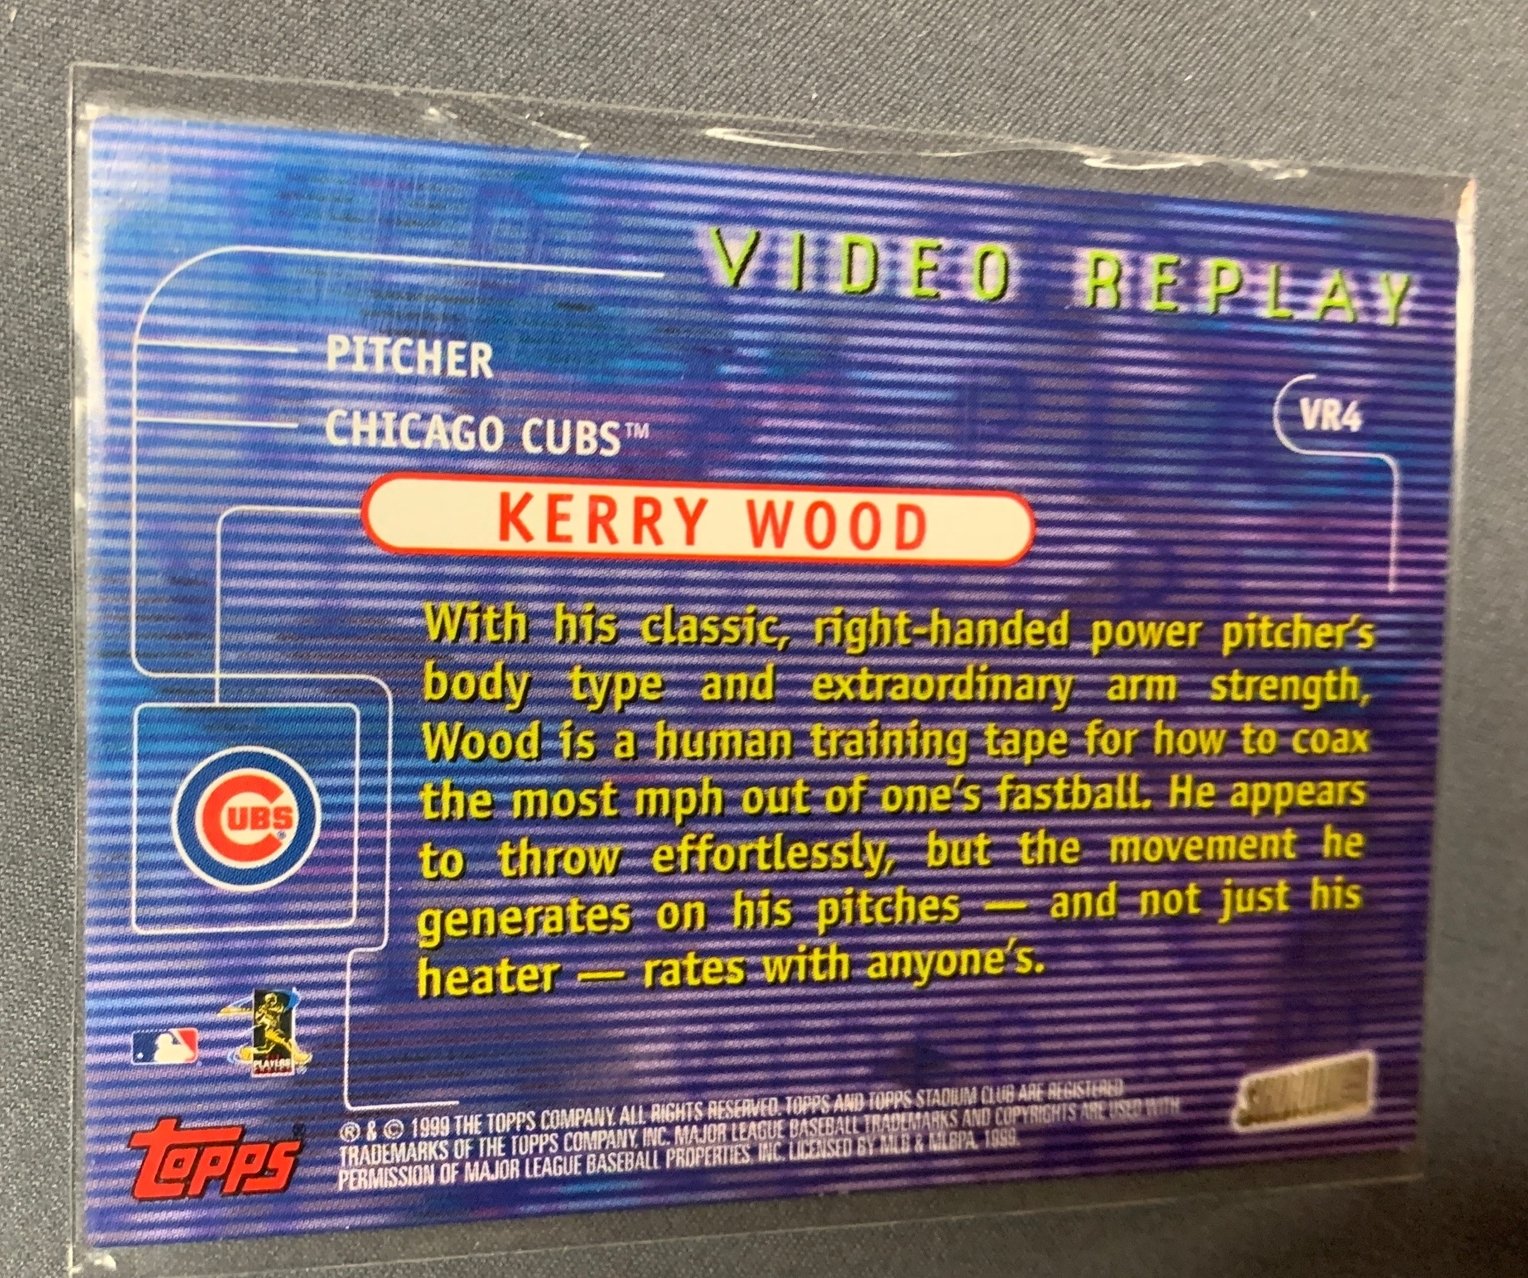 VIDEO REPLAY
PITCHER
VR4
CHICAGO CUBS™
KERRY WOOD
With his classic, right-handed power pitcher's
body type and extraordinary arm strength,
Wood is a human training tape for how to coax
the most mph out of one's fastball. He appears
to throw effortlessly, but the movement he
generates on his pitches — and not just his
heater — rates with anyone's.
CUBS®
PLAYERS
TOPPS®
® & © 1999 THE TOPPS COMPANY. ALL RIGHTS RESERVED. TOPPS AND TOPPS STADIUM CLUB ARE REGISTERED
TRADEMARKS OF THE TOPPS COMPANY, INC. MAJOR LEAGUE BASEBALL TRADEMARKS AND COPYRIGHTS ARE USED WITH
PERMISSION OF MAJOR LEAGUE BASEBALL PROPERTIES, INC. LICENSED BY MLB & MLBPA, 1999.